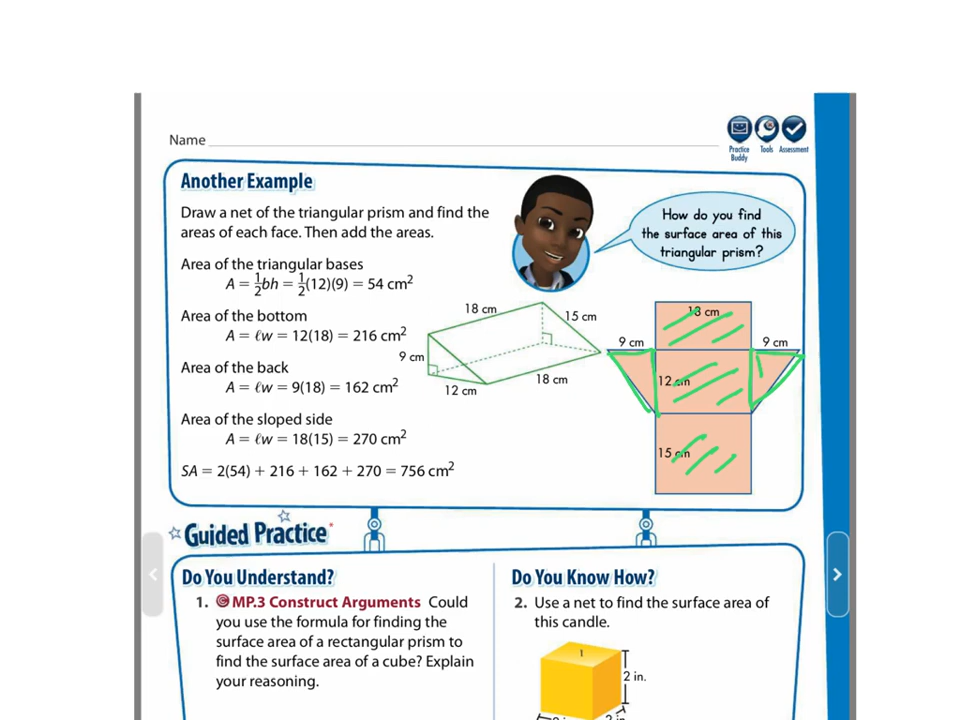 Name
Practice
Buddy
Tools
Assessment
Another Example
Draw a net of the triangular prism and find the
areas of each face. Then add the areas.
How do you find
the surface area of this
triangular prism?
Area of the triangular bases
A = 1/2bh = 1/2(12)(9) = 54 cm²
Area of the bottom
A = ℓw = 12(18) = 216 cm²
Area of the back
A = ℓw = 9(18) = 162 cm²
Area of the sloped side
A = ℓw = 18(15) = 270 cm²
SA = 2(54) + 216 + 162 + 270 = 756 cm²
18 cm
15 cm
9 cm
18 cm
12 cm
18 cm
9 cm
9 cm
12 cm
15 cm
Guided Practice*
Do You Understand?
1. MP.3 Construct Arguments Could
you use the formula for finding the
surface area of a rectangular prism to
find the surface area of a cube? Explain
your reasoning.
Do You Know How?
2. Use a net to find the surface area of
this candle.
1
2 in.